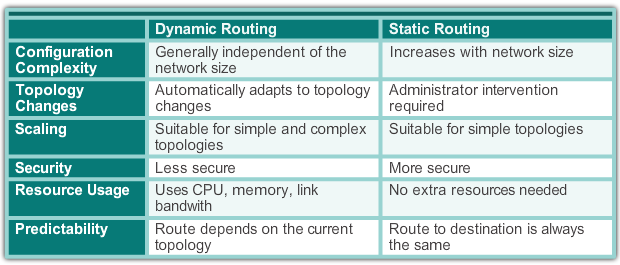 Dynamic Routing Static Routing
Configuration Generally independent of the Increases with network size
Complexity network size
Topology Automatically adapts to topology Administrator intervention
Changes changes required
Scaling Suitable for simple and complex Suitable for simple topologies
topologies
Security Less secure More secure
Resource Usage Uses CPU, memory, link No extra resources needed
bandwith
Predictability Route depends on the current Route to destination is always
topology the same